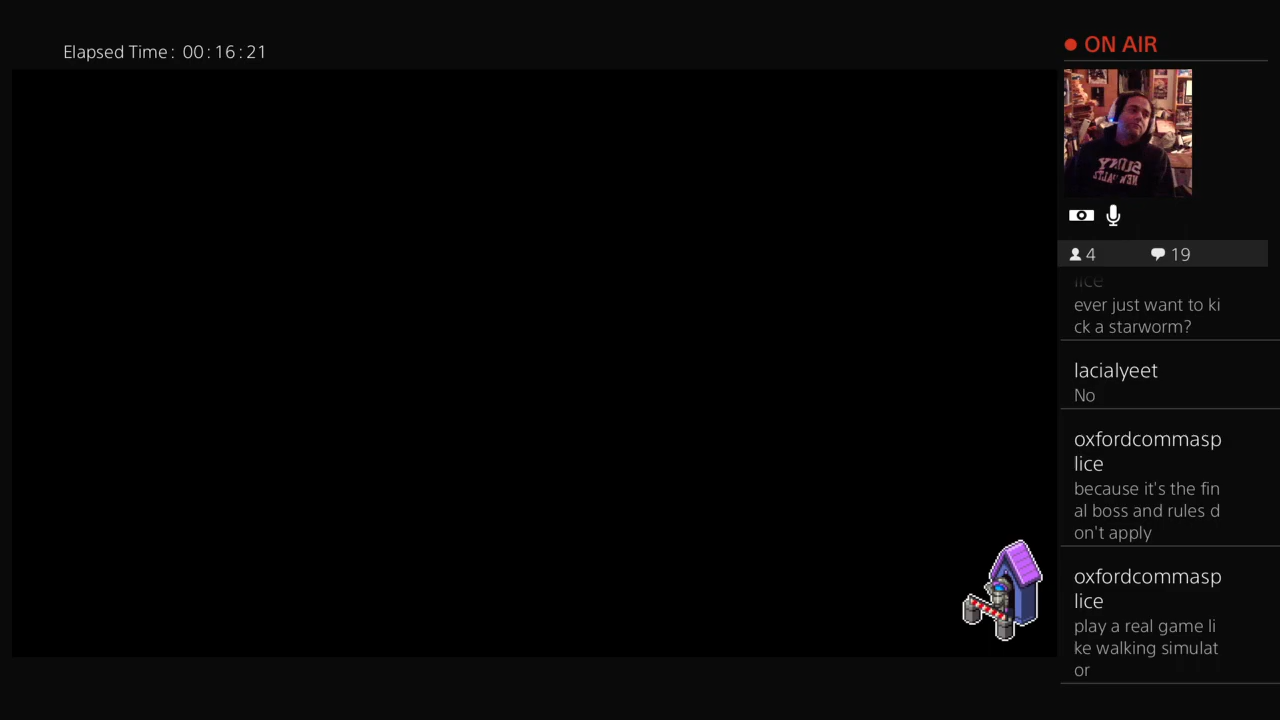 Elapsed Time: 00:16:21
ON AIR
4 19
lice
ever just want to ki
ck a starworm?
lacialyeet
No
oxfordcommasp
lice
because it's the fin
al boss and rules d
on't apply
oxfordcommasp
lice
play a real game li
ke walking simulat
or